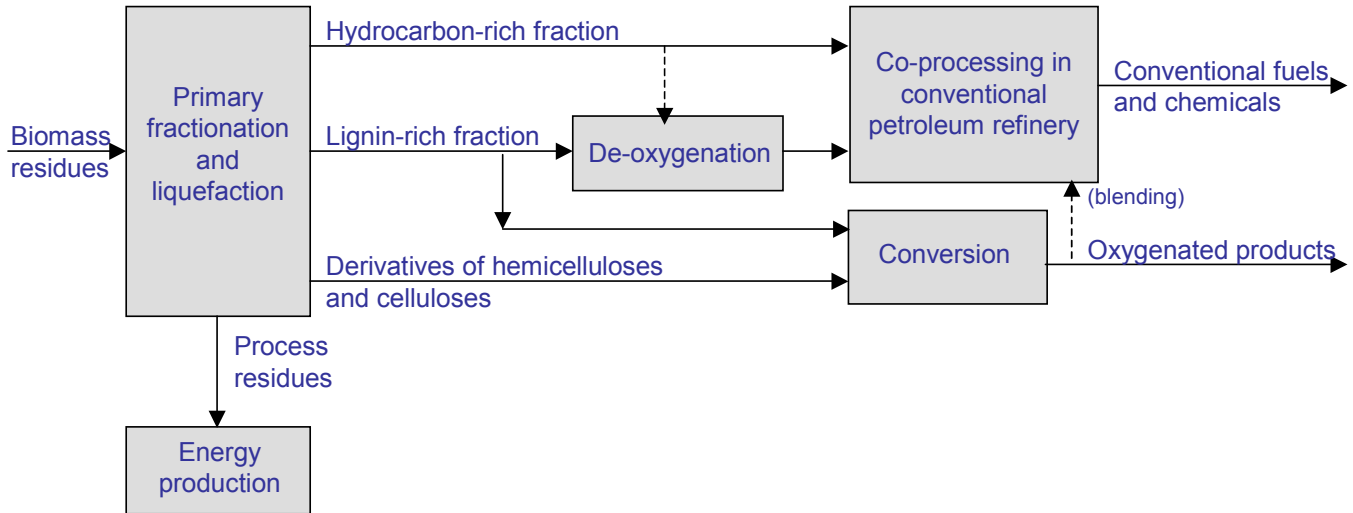 Hydrocarbon-rich fraction
Co-processing in
conventional
petroleum refinery
Conventional fuels
and chemicals
Primary
fractionation
and
liquefaction
Biomass
residues
Lignin-rich fraction
De-oxygenation
(blending)
Conversion
Oxygenated products
Derivatives of hemicelluloses
and celluloses
Process
residues
Energy
production